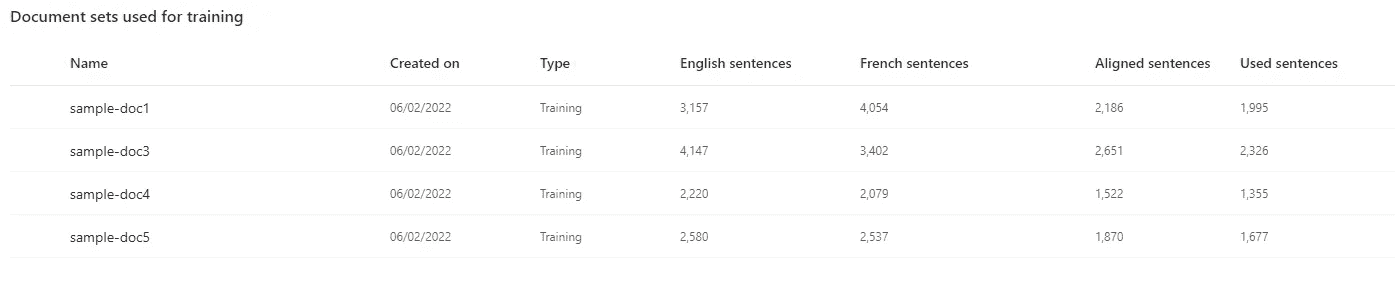 Document sets used for training
Name Created on Type English sentences French sentences Aligned sentences Used sentences
sample-doc1 06/02/2022 Training 3,157 4,054 2,186 1,995
sample-doc3 06/02/2022 Training 4,147 3,402 2,651 2,326
sample-doc4 06/02/2022 Training 2,220 2,079 1,522 1,355
sample-doc5 06/02/2022 Training 2,580 2,537 1,870 1,677